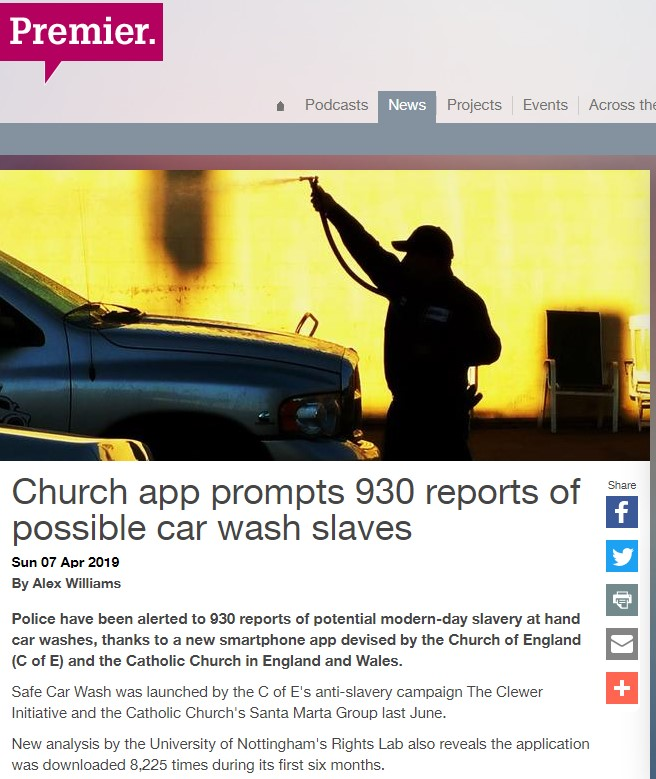 Premier.
Podcasts News Projects Events Across the
Church app prompts 930 reports of
possible car wash slaves
Sun 07 Apr 2019
By Alex Williams
Share
Police have been alerted to 930 reports of potential modern-day slavery at hand
car washes, thanks to a new smartphone app devised by the Church of England
(C of E) and the Catholic Church in England and Wales.
Safe Car Wash was launched by the C of E's anti-slavery campaign The Clewer
Initiative and the Catholic Church's Santa Marta Group last June.
New analysis by the University of Nottingham's Rights Lab also reveals the application
was downloaded 8,225 times during its first six months.